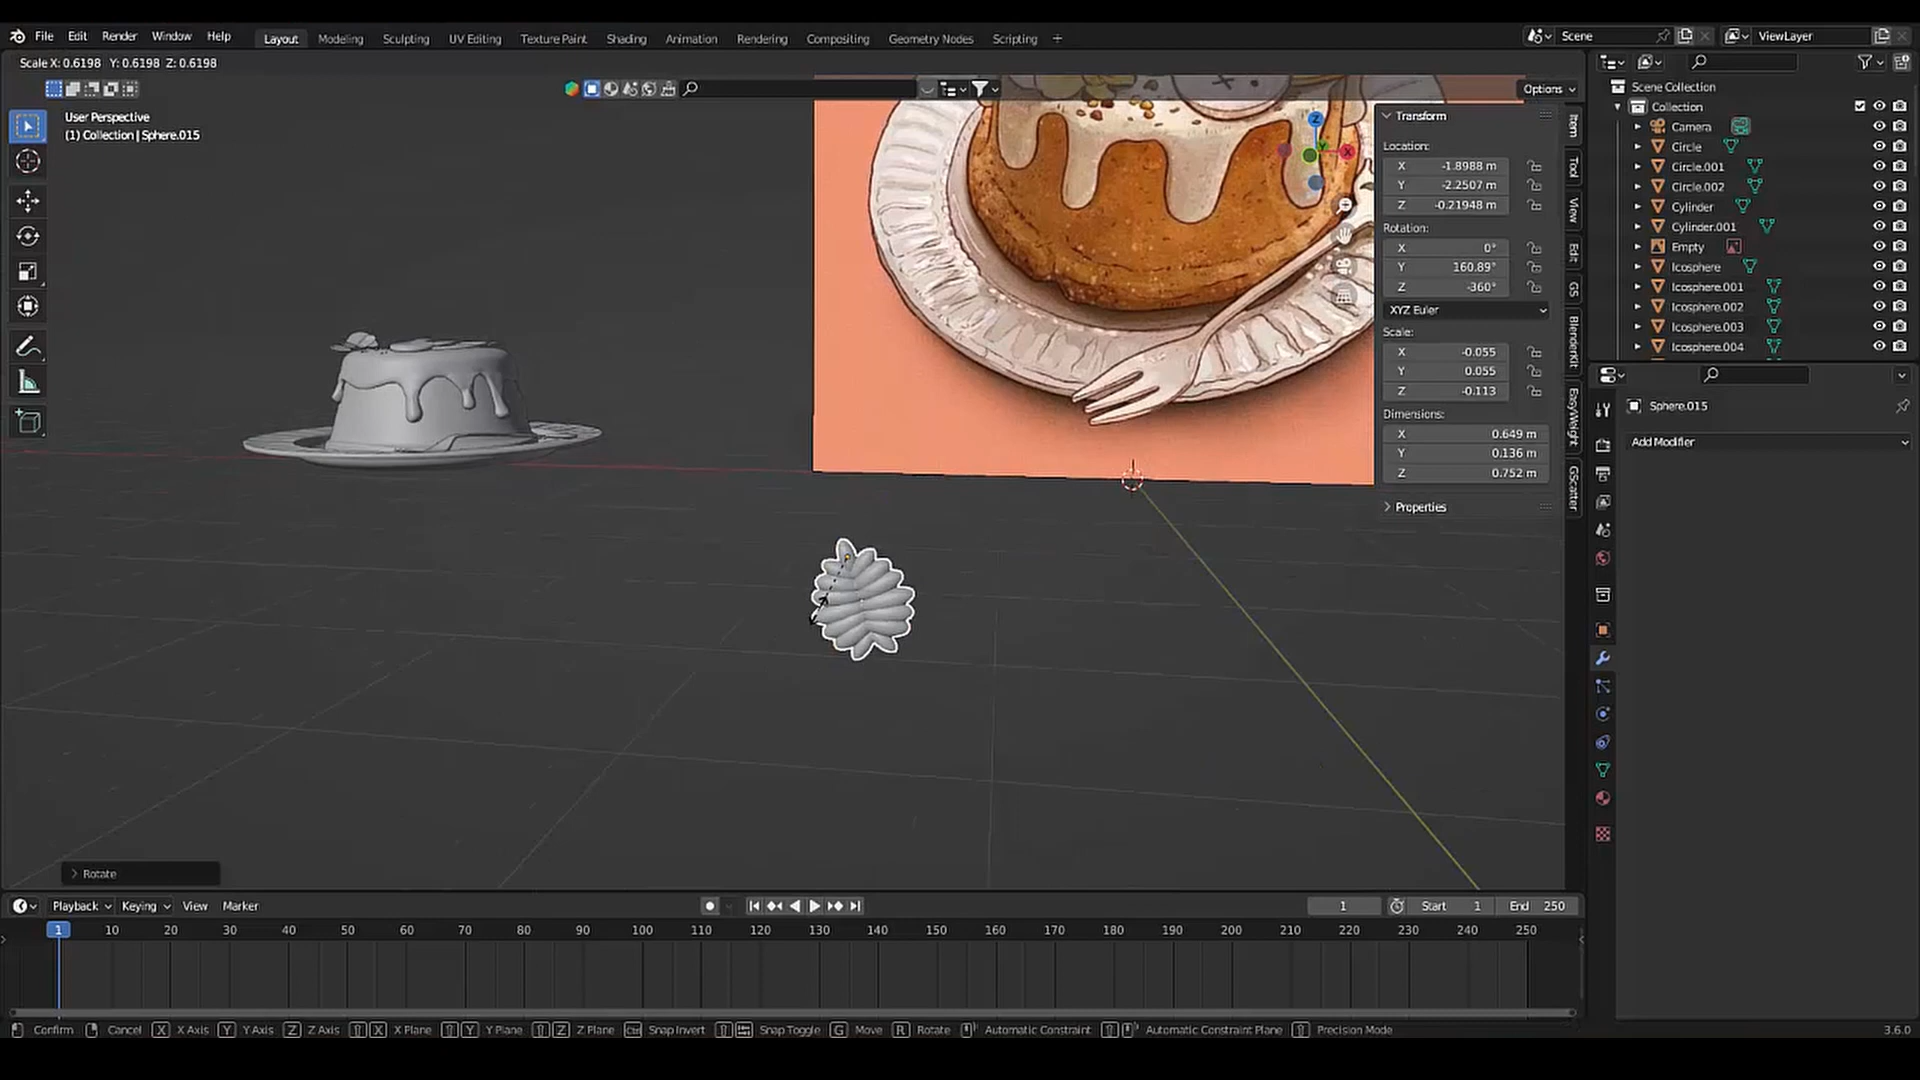 File Edit Render Window Help Layout Modeling Sculpting UV Editing Texture Paint Shading Animation Rendering Compositing Geometry Nodes Scripting + Scene ViewLayer
Scale X: 0.6198 Y: 0.6198 Z: 0.6198
Options
User Perspective
(1) Collection | Sphere.015
Transform
Location:
X -1.8988 m
Y -2.2507 m
Z -0.21948 m
Rotation:
X 0°
Y 160.89°
Z -360°
XYZ Euler
Scale:
X -0.055
Y 0.055
Z -0.113
Dimensions:
X 0.649 m
Y 0.136 m
Z 0.752 m
Properties
Item
Tool
View
Edit
GS
BlenderKit
EasyWeight
GScatter
Z
Y
X
Scene Collection
Collection
Camera
Circle
Circle.001
Circle.002
Cylinder
Cylinder.001
Empty
Icosphere
Icosphere.001
Icosphere.002
Icosphere.003
Icosphere.004
Sphere.015
Add Modifier
Rotate
Playback Keying View Marker 1 Start 1 End 250
1 10 20 30 40 50 60 70 80 90 100 110 120 130 140 150 160 170 180 190 200 210 220 230 240 250
Confirm Cancel X X Axis Y Y Axis Z Z Axis X X Plane Y Y Plane Z Z Plane Ctrl Snap Invert Snap Toggle G Move R Rotate Automatic Constraint Automatic Constraint Plane Precision Mode 3.6.0